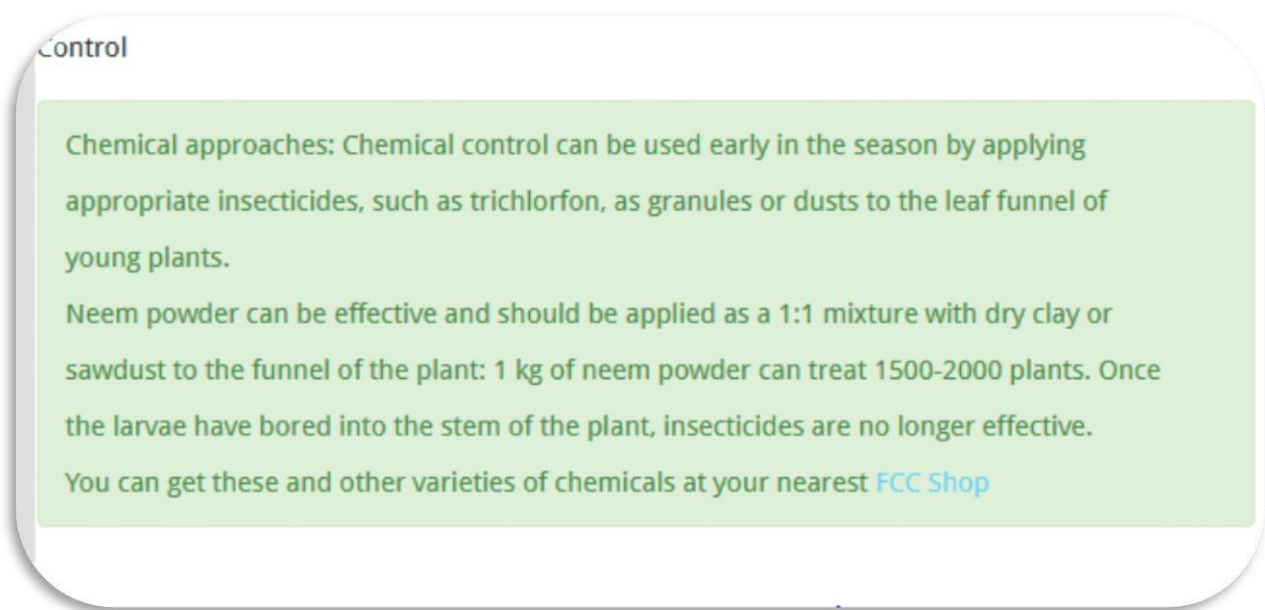 Control
Chemical approaches: Chemical control can be used early in the season by applying
appropriate insecticides, such as trichlorfon, as granules or dusts to the leaf funnel of
young plants.
Neem powder can be effective and should be applied as a 1:1 mixture with dry clay or
sawdust to the funnel of the plant: 1 kg of neem powder can treat 1500-2000 plants. Once
the larvae have bored into the stem of the plant, insecticides are no longer effective.
You can get these and other varieties of chemicals at your nearest FCC Shop